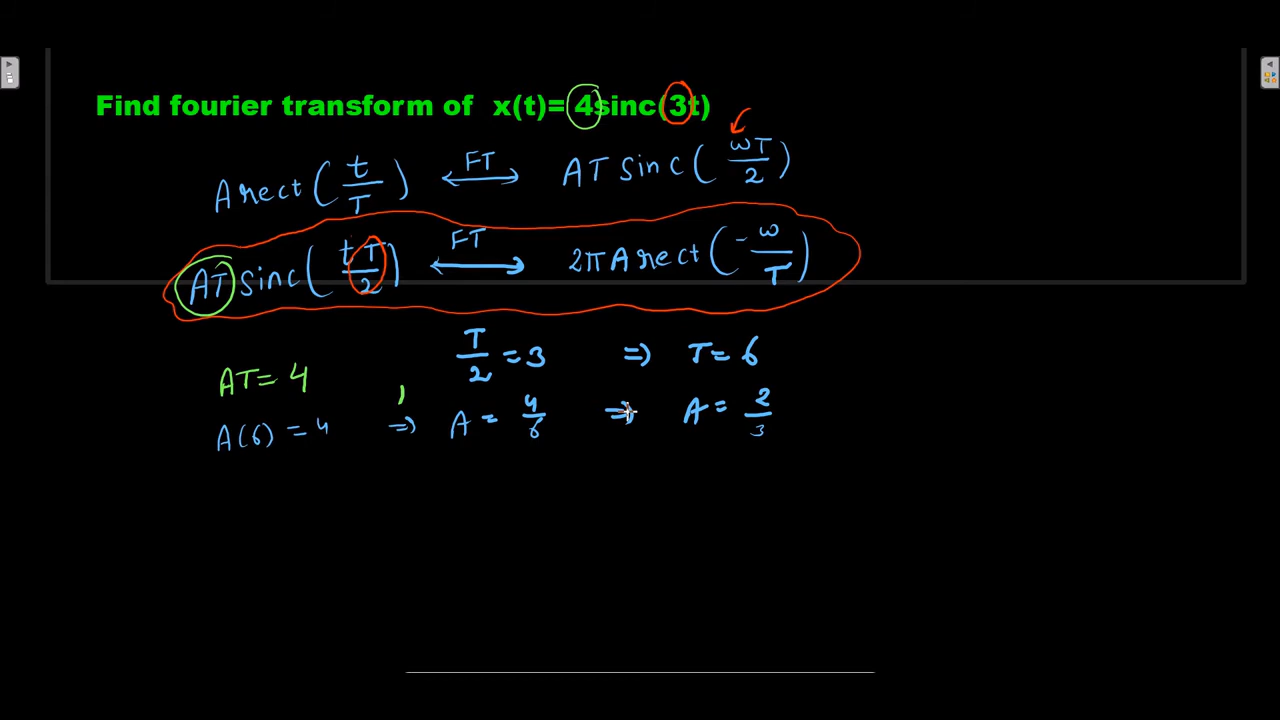 Find fourier transform of x(t)= 4sinc(3t)
A rect(t/T) ⟷FT AT sinc(ωT/2)
AT sinc(tT/2) ⟷FT 2πA rect(-ω/T)
T/2 = 3 ⇒ T = 6
AT = 4 ,
A(6) = 4 ⇒ A = 4/6 ⇒ A = 2/3